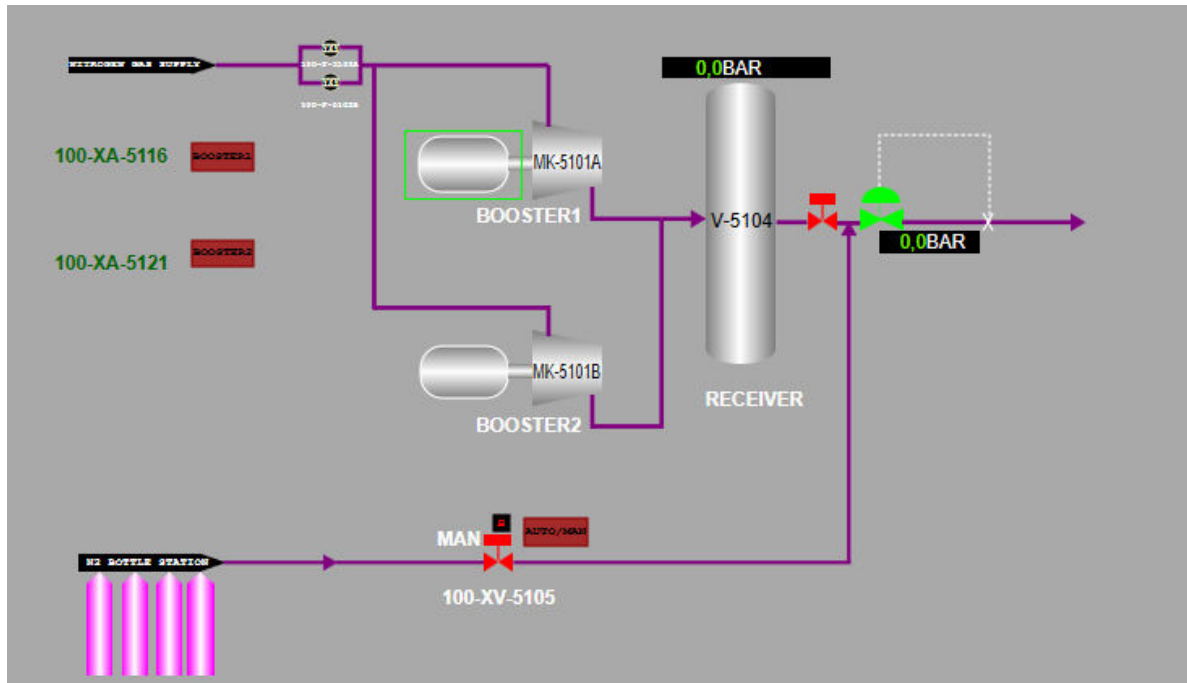 NITROGEN GAS SUPPLY
0,0BAR
100-XA-5116
BOOSTER1
MK-5101A
BOOSTER1
V-5104
0,0BAR
100-XA-5121
BOOSTER2
MK-5101B
BOOSTER2
RECEIVER
MAN
AUTO/MAN
N2 BOTTLE STATION
100-XV-5105
X